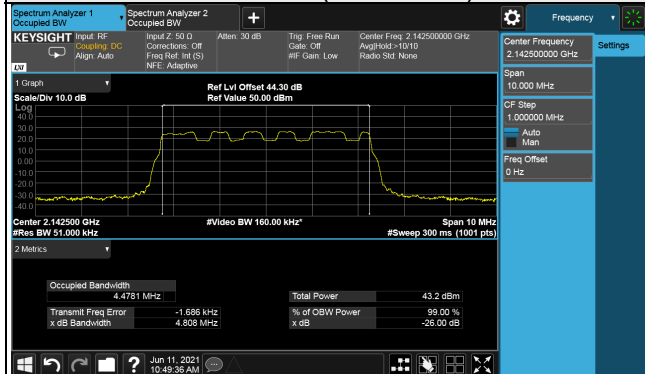 Spectrum Analyzer 1
Occupied BW
Spectrum Analyzer 2
Occupied BW
+
Frequency
KEYSIGHT
Input: RF
Coupling: DC
Align: Auto
Input Z: 50 Ω
Corrections: Off
Freq Ref: Int (S)
NFE: Adaptive
Atten: 30 dB
Trig: Free Run
Gate: Off
#IF Gain: Low
Center Freq: 2.142500000 GHz
Avg|Hold:>10/10
Radio Std: None
LXI
Center Frequency
2.142500000 GHz
Settings
Span
10.000 MHz
CF Step
1.000000 MHz
Auto
Man
Freq Offset
0 Hz
1 Graph
Scale/Div 10.0 dB
Ref Lvl Offset 44.30 dB
Ref Value 50.00 dBm
Log
40.0
30.0
20.0
10.0
0.00
-10.0
-20.0
-30.0
-40.0
Center 2.142500 GHz
#Res BW 51.000 kHz
#Video BW 160.00 kHz*
Span 10 MHz
#Sweep 300 ms (1001 pts)
2 Metrics
Occupied Bandwidth
4.4781 MHz
Total Power 43.2 dBm
Transmit Freq Error -1.686 kHz
% of OBW Power 99.00 %
x dB Bandwidth 4.808 MHz
x dB -26.00 dB
?
Jun 11, 2021
10:49:36 AM